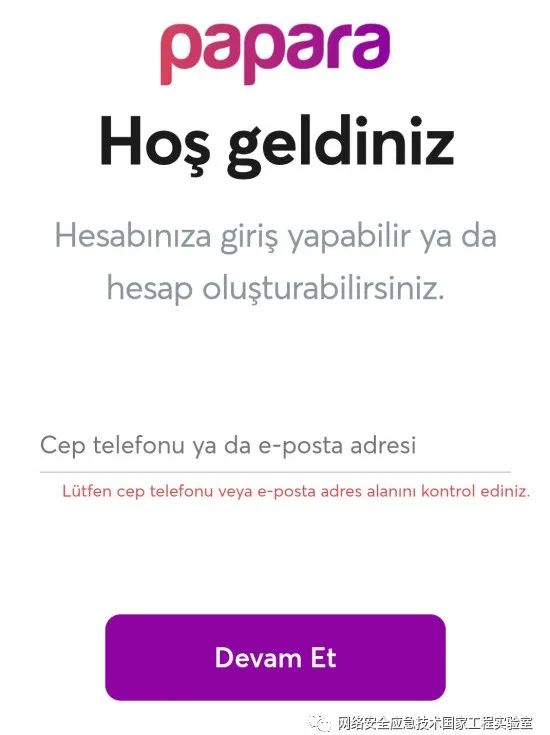 papara
Hoş geldiniz
Hesabınıza giriş yapabilir ya da
hesap oluşturabilirsiniz.
Cep telefonu ya da e-posta adresi
Lütfen cep telefonu veya e-posta adres alanını kontrol ediniz.
Devam Et
网络安全应急技术国家工程实验室